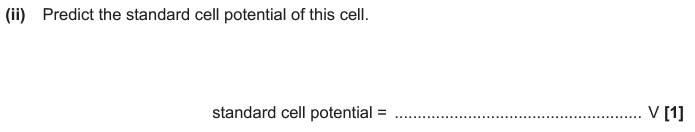 (ii) Predict the standard cell potential of this cell.
standard cell potential = ...................................................... V [1]